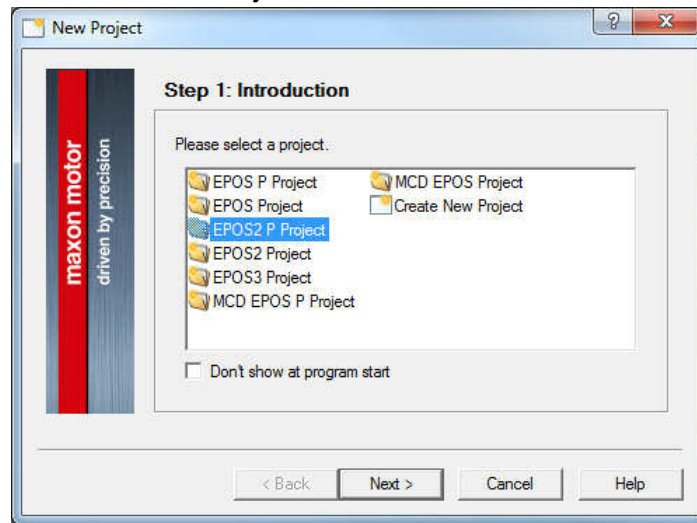 New Project
maxon motor
driven by precision
Step 1: Introduction
Please select a project.
EPOS P Project
EPOS Project
EPOS2 P Project
EPOS2 Project
EPOS3 Project
MCD EPOS P Project
MCD EPOS Project
Create New Project
Don't show at program start
< Back
Next >
Cancel
Help